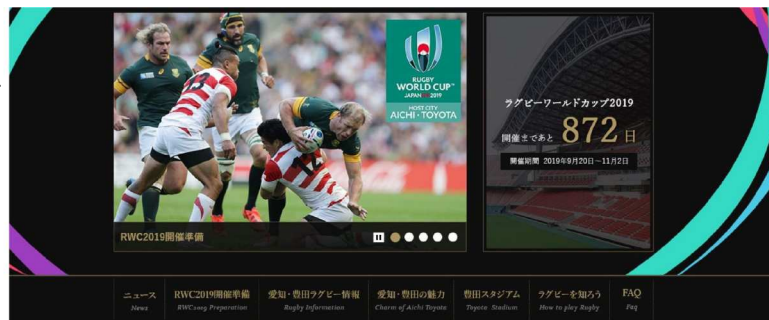 RUGBY
WORLD CUP™
JAPAN 2019
HOST CITY
AICHI・TOYOTA
RWC2019開催準備
ラグビーワールドカップ2019
開催まであと 872 日
開催期間 2019年9月20日～11月2日
ニュース
News
RWC2019開催準備
RWC2019 Preparation
愛知・豊田ラグビー情報
Rugby Information
愛知・豊田の魅力
Charm of Aichi Toyota
豊田スタジアム
Toyota Stadium
ラグビーを知ろう
How to play Rugby
FAQ
Faq